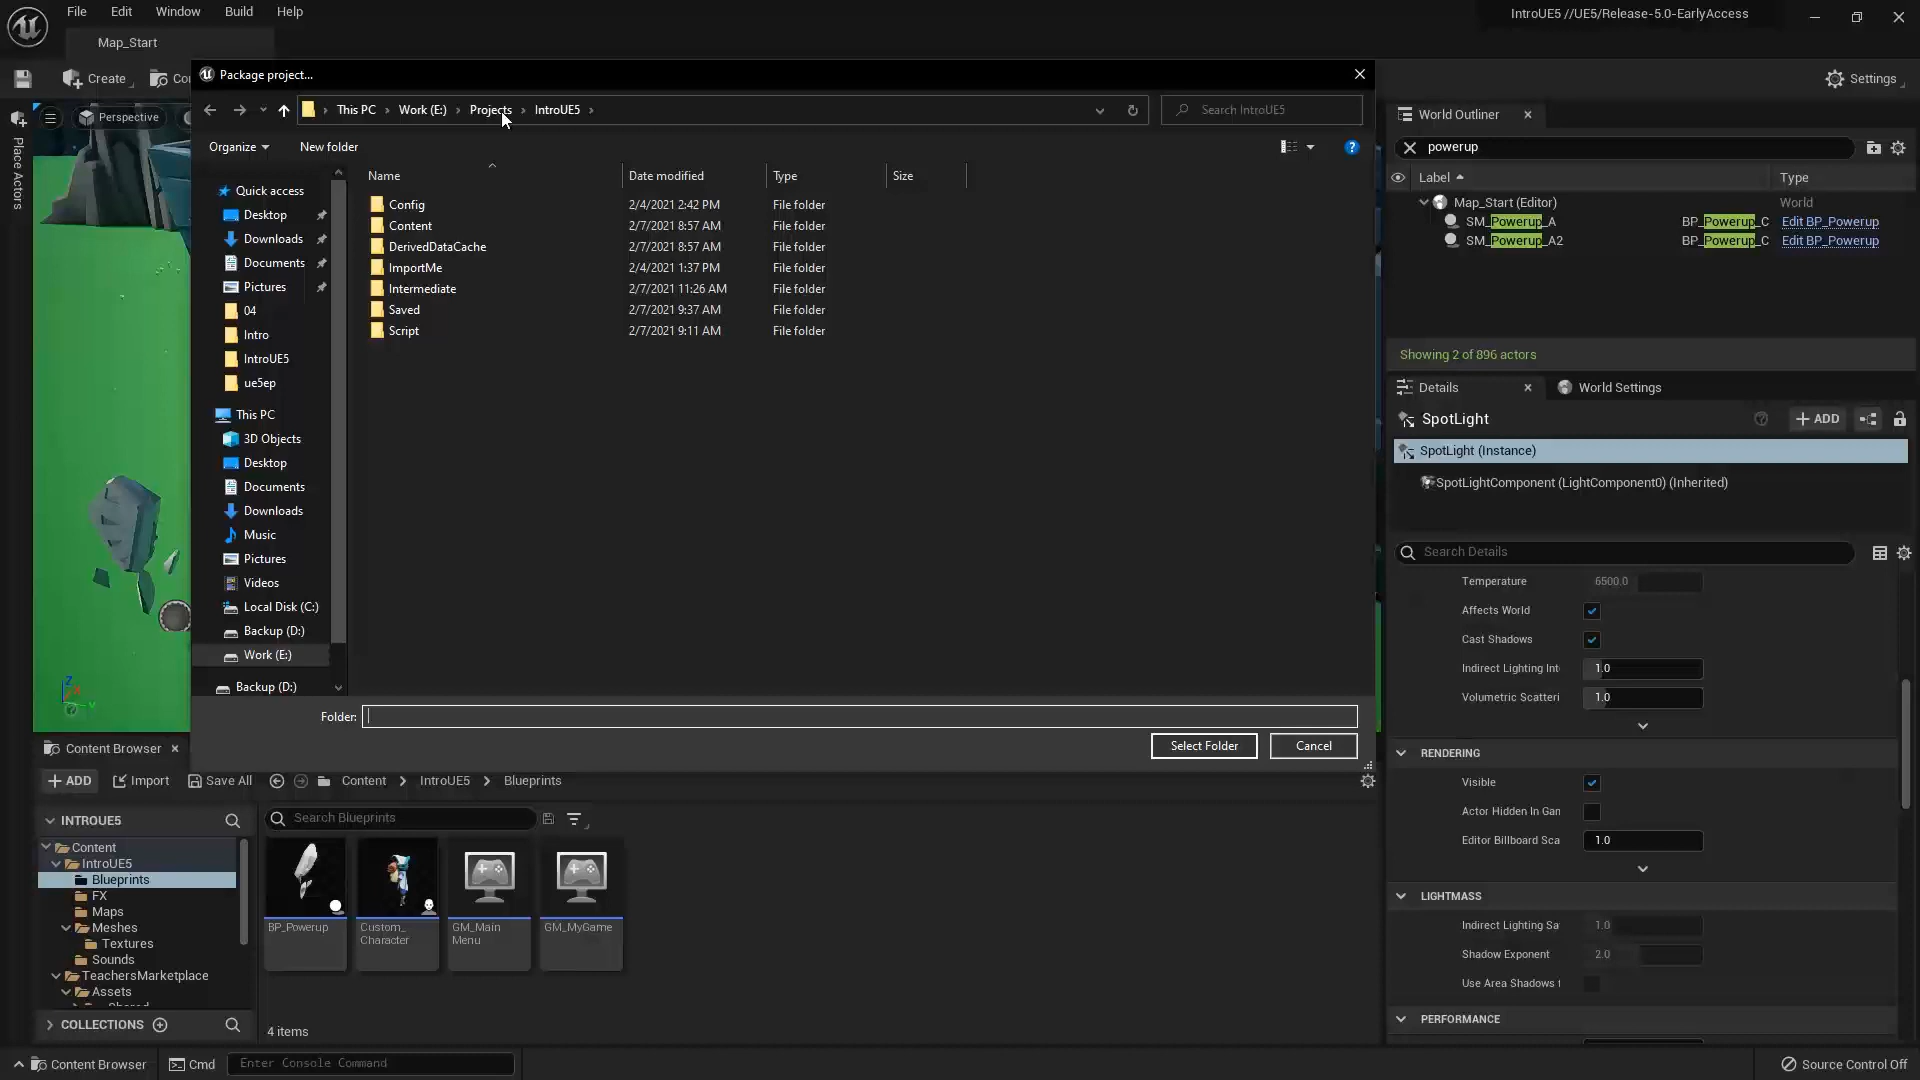 File Edit Window Build Help
IntroUE5 //UE5/Release-5.0-EarlyAccess
Map_Start
Create
Settings
Perspective
Place Actors
Package project...
This PC > Work (E:) > Projects > IntroUE5 >
Search IntroUE5
Organize
New folder
Name Date modified Type Size
Config 2/4/2021 2:42 PM File folder
Content 2/7/2021 8:57 AM File folder
DerivedDataCache 2/7/2021 8:57 AM File folder
ImportMe 2/4/2021 1:37 PM File folder
Intermediate 2/7/2021 11:26 AM File folder
Saved 2/7/2021 9:37 AM File folder
Script 2/7/2021 9:11 AM File folder
Quick access
Desktop
Downloads
Documents
Pictures
04
Intro
IntroUE5
ue5ep
This PC
3D Objects
Desktop
Documents
Downloads
Music
Pictures
Videos
Local Disk (C:)
Backup (D:)
Work (E:)
Backup (D:)
Folder:
Select Folder
Cancel
World Outliner
powerup
Label Type
Map_Start (Editor) World
SM_Powerup_A BP_Powerup_C Edit BP_Powerup
SM_Powerup_A2 BP_Powerup_C Edit BP_Powerup
Showing 2 of 896 actors
Details
World Settings
SpotLight
+ ADD
SpotLight (Instance)
SpotLightComponent (LightComponent0) (Inherited)
Search Details
Temperature 6500.0
Affects World
Cast Shadows
Indirect Lighting Int 1.0
Volumetric Scatteri 1.0
RENDERING
Visible
Actor Hidden In Gan
Editor Billboard Sca 1.0
LIGHTMASS
Indirect Lighting Sa 1.0
Shadow Exponent 2.0
Use Area Shadows f
PERFORMANCE
Content Browser
+ ADD
Import
Save All
Content > IntroUE5 > Blueprints
INTROUE5
Search Blueprints
Content
IntroUE5
Blueprints
FX
Maps
Meshes
Textures
Sounds
TeachersMarketplace
Assets
COLLECTIONS
BP_Powerup
Custom_
Character
GM_Main
Menu
GM_MyGame
4 items
Content Browser
Cmd
Enter Console Command
Source Control Off